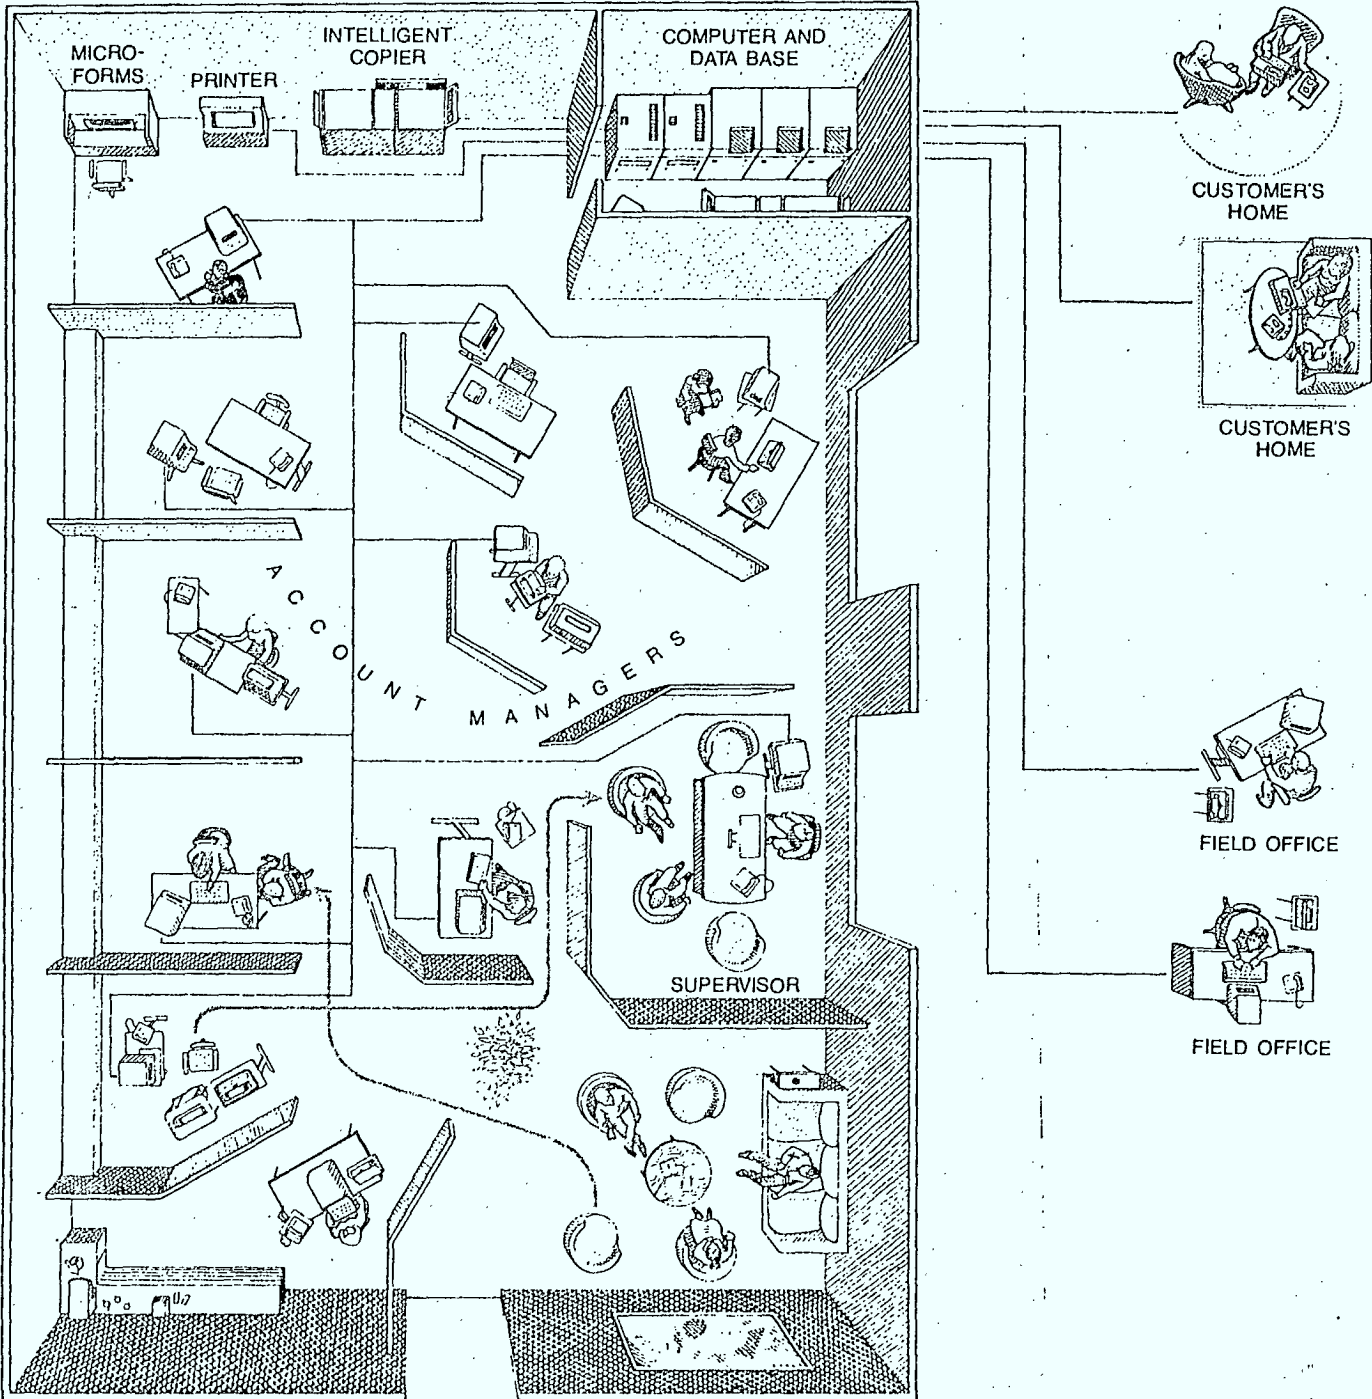 MICRO-
FORMS
PRINTER
INTELLIGENT
COPIER
COMPUTER AND
DATA BASE
CUSTOMER'S
HOME
CUSTOMER'S
HOME
ACCOUNT MANAGERS
SUPERVISOR
FIELD OFFICE
FIELD OFFICE